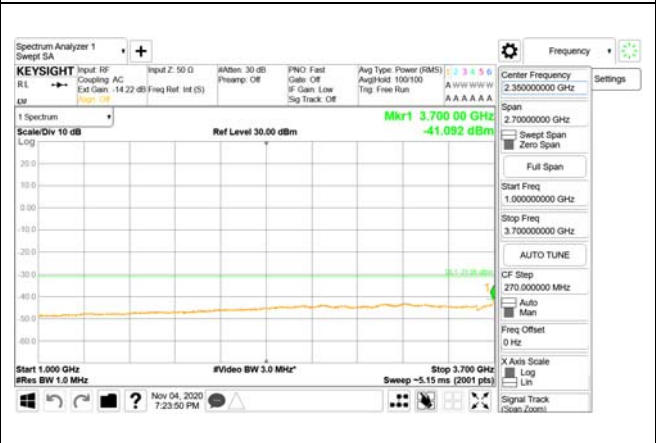 Spectrum Analyzer 1
Swept SA
Frequency
KEYSIGHT
RL
Input: RF
Coupling: AC
Ext Gain: -14.22 dB
Align: Off
Input Z: 50 Ω
Freq Ref: Int (S)
#Atten: 30 dB
Preamp: Off
PNO: Fast
Gate: Off
IF Gain: Low
Sig Track: Off
Avg Type: Power (RMS)
Avg|Hold: 100/100
Trig: Free Run
1 2 3 4 5 6
A W W W W W
A A A A A A
1 Spectrum
Scale/Div 10 dB
Log
Ref Level 30.00 dBm
Mkr1 3.700 00 GHz
-41.092 dBm
20.0
10.0
0.00
-10.0
-20.0
-30.0
-40.0
-50.0
-60.0
1
Start 1.000 GHz
#Res BW 1.0 MHz
#Video BW 3.0 MHz*
Stop 3.700 GHz
Sweep ~5.15 ms (2001 pts)
Nov 04, 2020
7:23:50 PM
Center Frequency
2.350000000 GHz
Settings
Span
2.70000000 GHz
Swept Span
Zero Span
Full Span
Start Freq
1.000000000 GHz
Stop Freq
3.700000000 GHz
AUTO TUNE
CF Step
270.000000 MHz
Auto
Man
Freq Offset
0 Hz
X Axis Scale
Log
Lin
Signal Track
(Span Zoom)